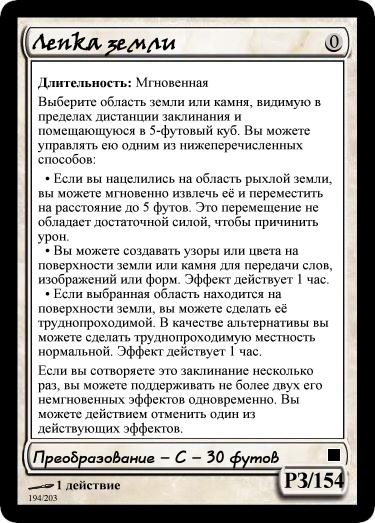 Лепка земли
0
Длительность: Мгновенная
Выберите область земли или камня, видимую в
пределах дистанции заклинания и
помещающуюся в 5-футовый куб. Вы можете
управлять ею одним из нижеперечисленных
способов:
• Если вы нацелились на область рыхлой земли,
вы можете мгновенно извлечь её и переместить
на расстояние до 5 футов. Это перемещение не
обладает достаточной силой, чтобы причинить
урон.
• Вы можете создавать узоры или цвета на
поверхности земли или камня для передачи слов,
изображений или форм. Эффект действует 1 час.
• Если выбранная область находится на
поверхности земли, вы можете сделать её
труднопроходимой. В качестве альтернативы вы
можете сделать труднопроходимую местность
нормальной. Эффект действует 1 час.
Если вы сотворяете это заклинание несколько
раз, вы можете поддерживать не более двух его
немгновенных эффектов одновременно. Вы
можете действием отменить один из
действующих эффектов.
Преобразование – С – 30 футов
P3/154
1 действие
194/203